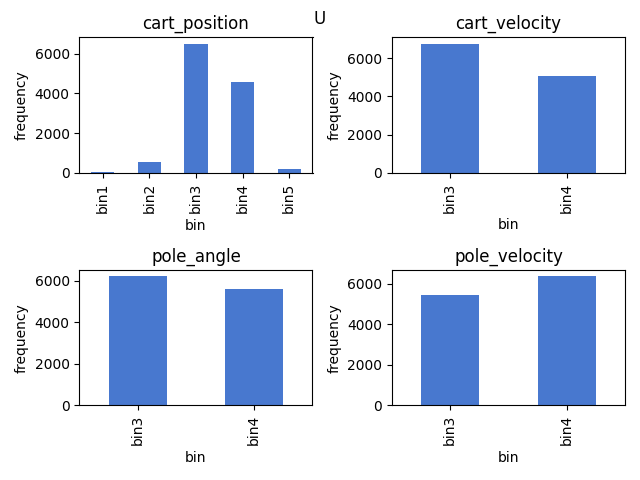 U
cart_position
frequency
6000
4000
2000
0
bin1
bin2
bin3
bin4
bin5
bin
cart_velocity
frequency
6000
4000
2000
0
bin3
bin4
bin
pole_angle
frequency
6000
4000
2000
0
bin3
bin4
bin
pole_velocity
frequency
6000
4000
2000
0
bin3
bin4
bin